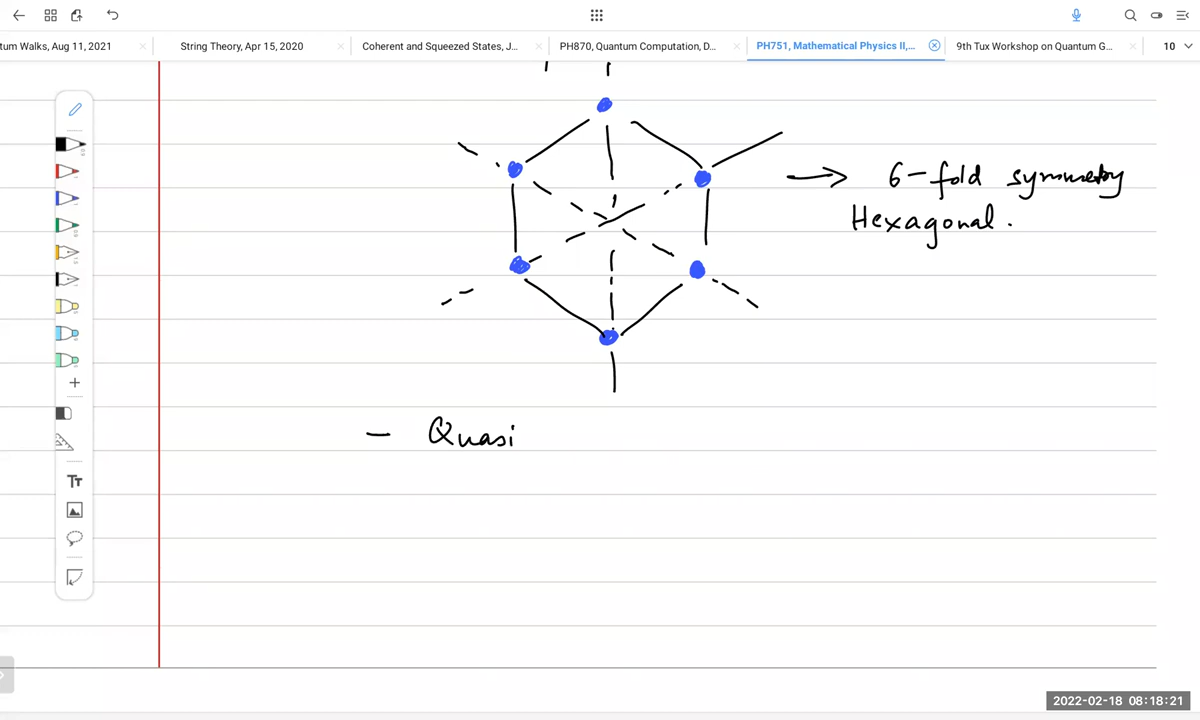 tum Walks, Aug 11, 2021
String Theory, Apr 15, 2020
Coherent and Squeezed States, J...
PH870, Quantum Computation, D...
PH751, Mathematical Physics II,...
9th Tux Workshop on Quantum G...
10
6-fold symmetry
Hexagonal.
- Quasi
TT
2022-02-18 08:18:21